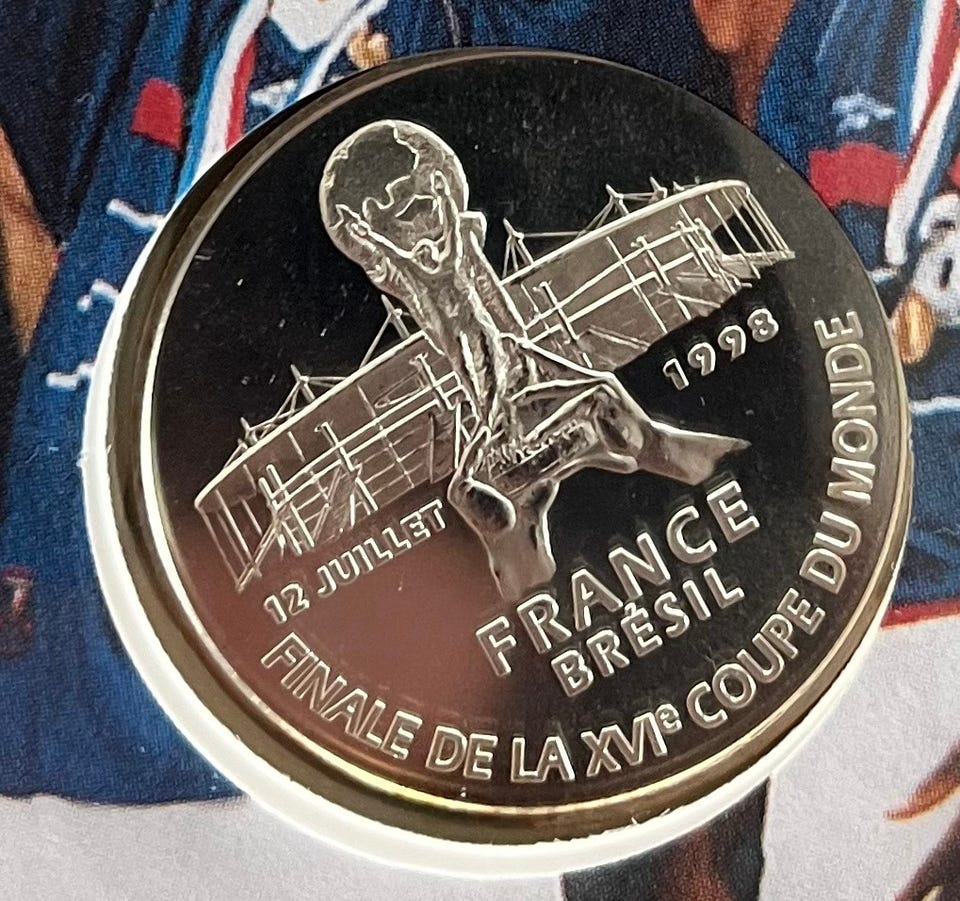 12 JUILLET 1998
FRANCE
BRÉSIL
FINALE DE LA XVIe COUPE DU MONDE